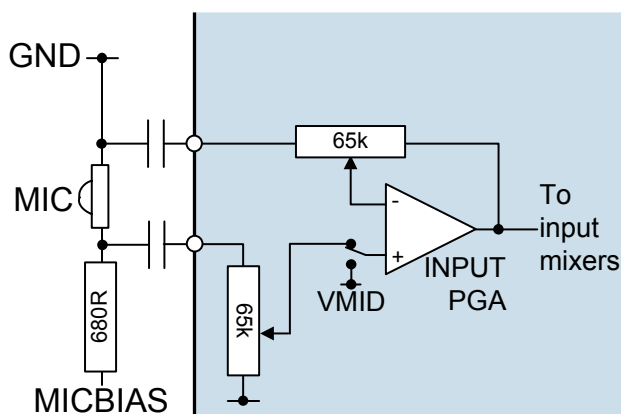 GND
65k
MIC
-
+
To
input
mixers
INPUT
PGA
VMID
680R
65k
MICBIAS